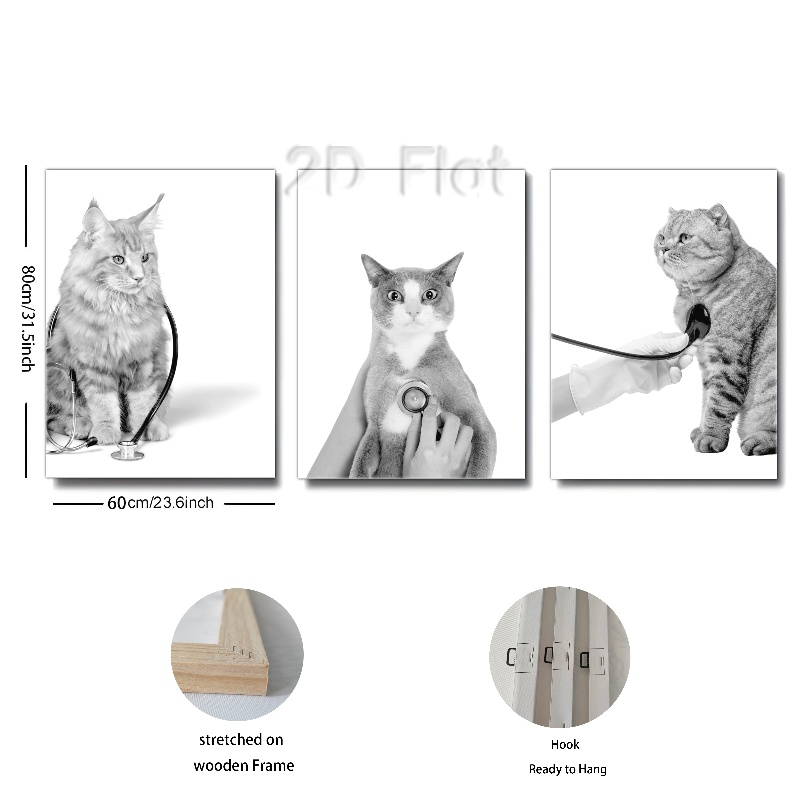 2D Flat
80cm/31.5inch
60cm/23.6inch
stretched on
wooden Frame
Hook
Ready to Hang